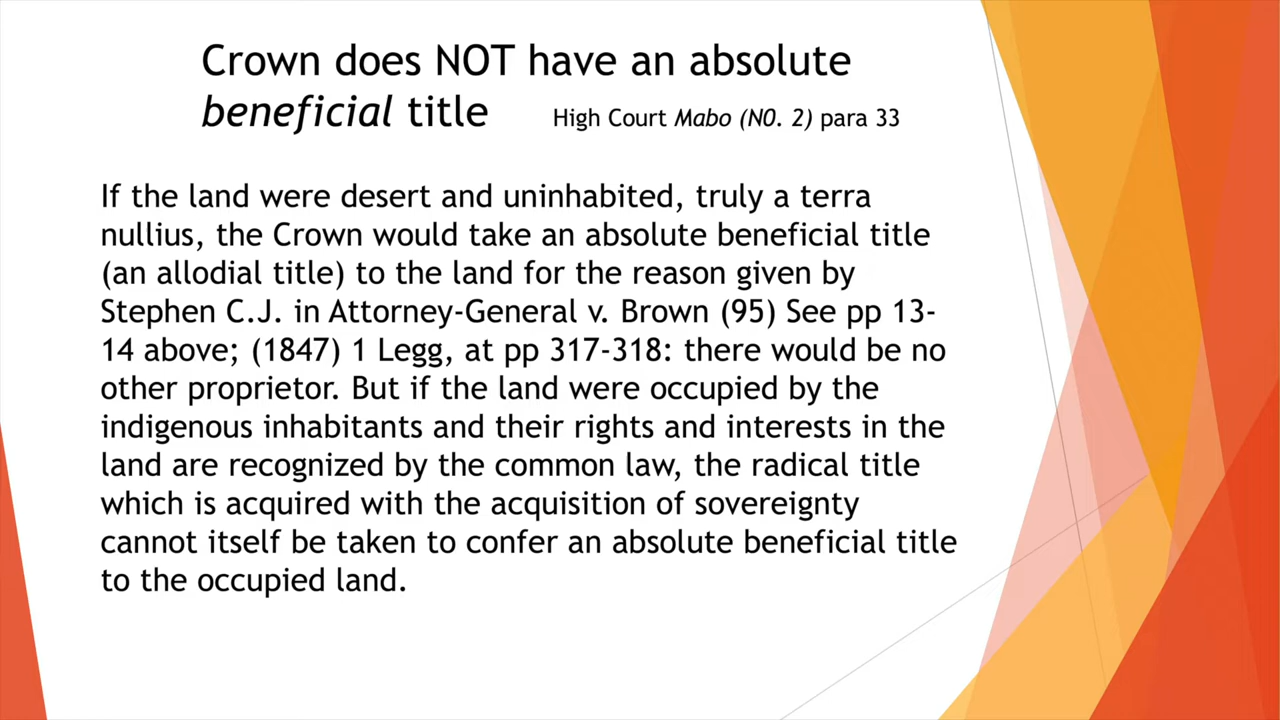 Crown does NOT have an absolute
beneficial title High Court Mabo (N0. 2) para 33
If the land were desert and uninhabited, truly a terra
nullius, the Crown would take an absolute beneficial title
(an allodial title) to the land for the reason given by
Stephen C.J. in Attorney-General v. Brown (95) See pp 13-
14 above; (1847) 1 Legg, at pp 317-318: there would be no
other proprietor. But if the land were occupied by the
indigenous inhabitants and their rights and interests in the
land are recognized by the common law, the radical title
which is acquired with the acquisition of sovereignty
cannot itself be taken to confer an absolute beneficial title
to the occupied land.